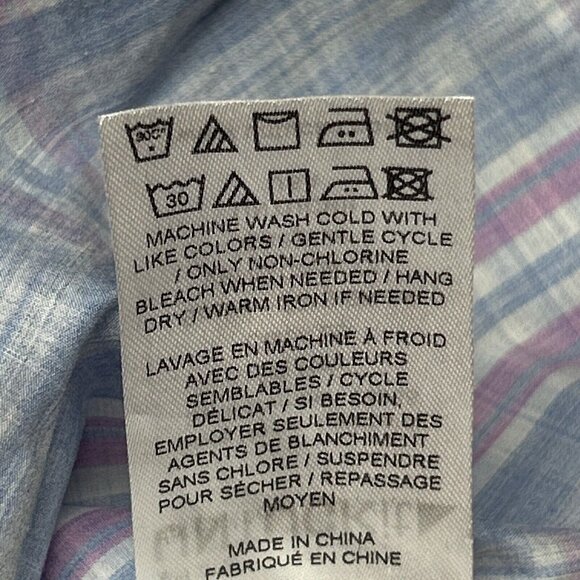 30C°
30
MACHINE WASH COLD WITH
LIKE COLORS / GENTLE CYCLE
/ ONLY NON-CHLORINE
BLEACH WHEN NEEDED / HANG
DRY / WARM IRON IF NEEDED
LAVAGE EN MACHINE À FROID
AVEC DES COULEURS
SEMBLABLES / CYCLE
DÉLICAT / SI BESOIN,
EMPLOYER SEULEMENT DES
AGENTS DE BLANCHIMENT
SANS CHLORE / SUSPENDRE
POUR SÉCHER / REPASSAGE
MOYEN
MADE IN CHINA
FABRIQUÉ EN CHINE